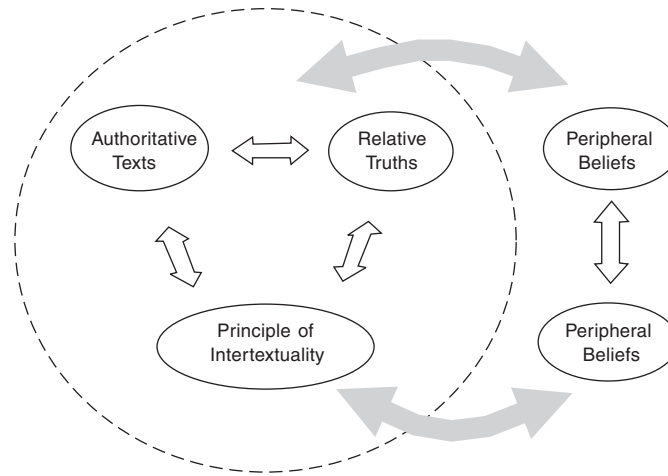 Authoritative
Texts
Relative
Truths
Peripheral
Beliefs
Principle of
Intertextuality
Peripheral
Beliefs